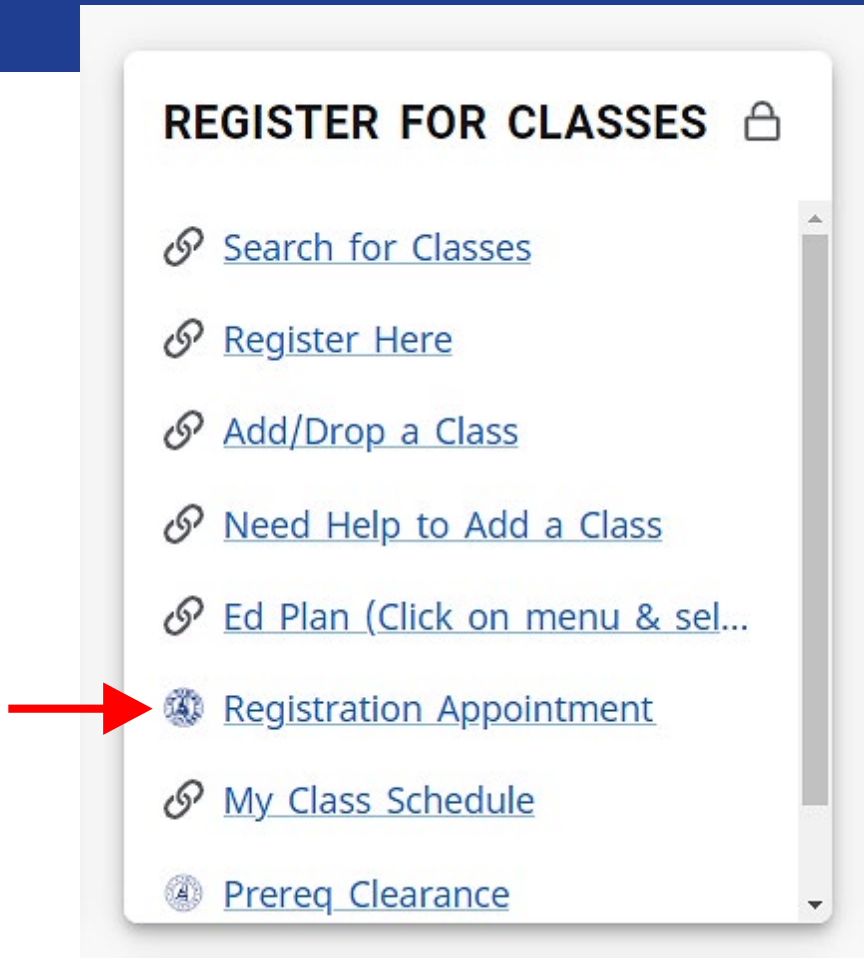 REGISTER FOR CLASSES
Search for Classes
Register Here
Add/Drop a Class
Need Help to Add a Class
Ed Plan (Click on menu & sel...
Registration Appointment
My Class Schedule
Prereq Clearance